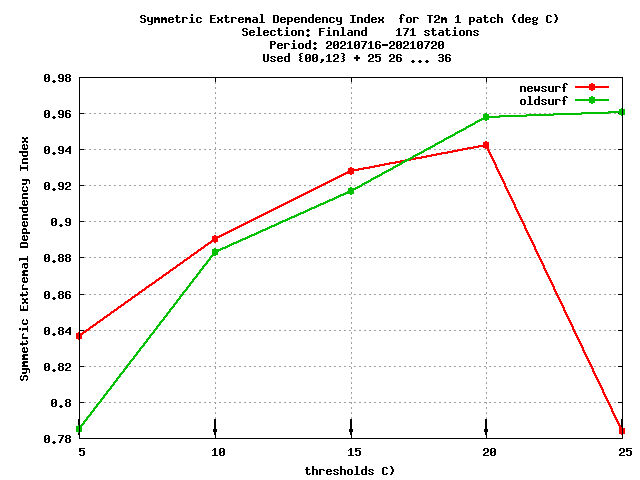 Symmetric Extremal Dependency Index  for T2m 1 patch (deg C)
Selection: Finland    171 stations
Period: 20210716-20210720
Used {00,12} + 25 26 ... 36
newsurf
oldsurf
Symmetric Extremal Dependency Index
0.98
0.96
0.94
0.92
0.9
0.88
0.86
0.84
0.82
0.8
0.78
5 10 15 20 25
thresholds C)